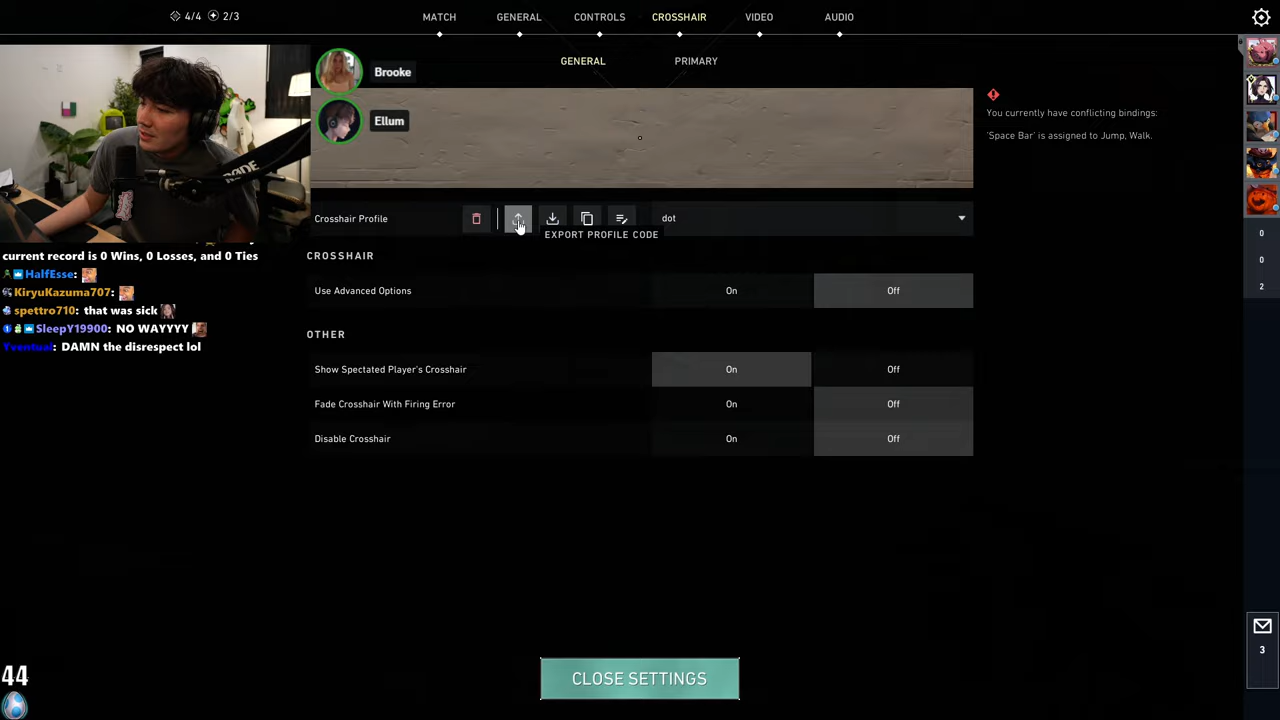 4/4 2/3
MATCH GENERAL CONTROLS CROSSHAIR VIDEO AUDIO
GENERAL PRIMARY
Brooke
Ellum
You currently have conflicting bindings:
'Space Bar' is assigned to Jump, Walk.
RØDE
Crosshair Profile
dot
EXPORT PROFILE CODE
CROSSHAIR
Use Advanced Options On Off
OTHER
Show Spectated Player's Crosshair On Off
Fade Crosshair With Firing Error On Off
Disable Crosshair On Off
current record is 0 Wins, 0 Losses, and 0 Ties
HalfEsse:
KiryuKazuma707:
spettro710: that was sick
SleepY19900: NO WAYYYY
Yventual: DAMN the disrespect lol
0
0
2
3
44
CLOSE SETTINGS